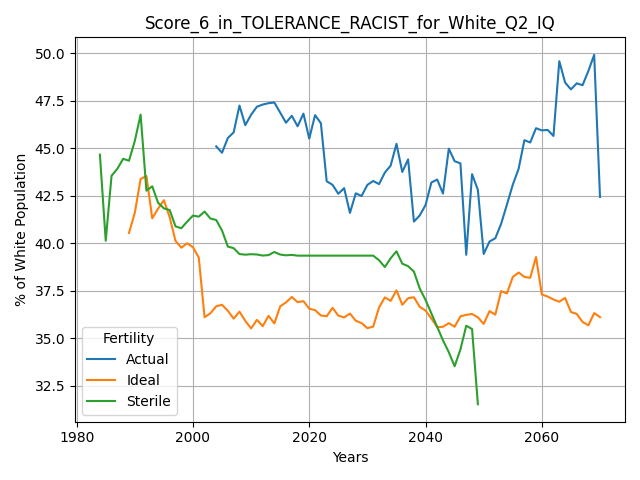 Score_6_in_TOLERANCE_RACIST_for_White_Q2_IQ
% of White Population
50.0
47.5
45.0
42.5
40.0
37.5
35.0
32.5
Fertility
Actual
Ideal
Sterile
1980
2000
2020
2040
2060
Years